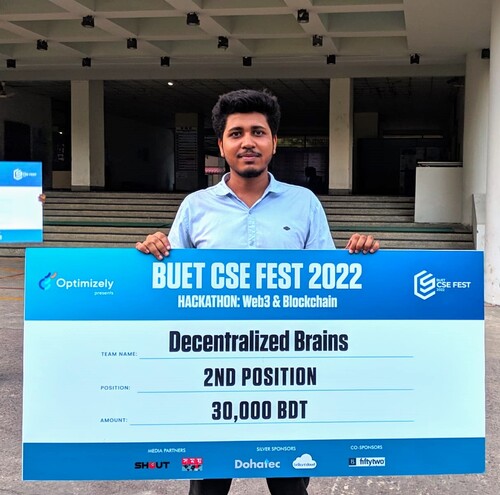 Optimizely
presents
BUET CSE FEST 2022
HACKATHON: Web3 & Blockchain
BUET
CSE FEST
2022
TEAM NAME: Decentralized Brains
POSITION: 2ND POSITION
AMOUNT: 30,000 BDT
MEDIA PARTNERS
SHOUT
SILVER SPONSORS
Dohatec
CO-SPONSORS
fiftytwo